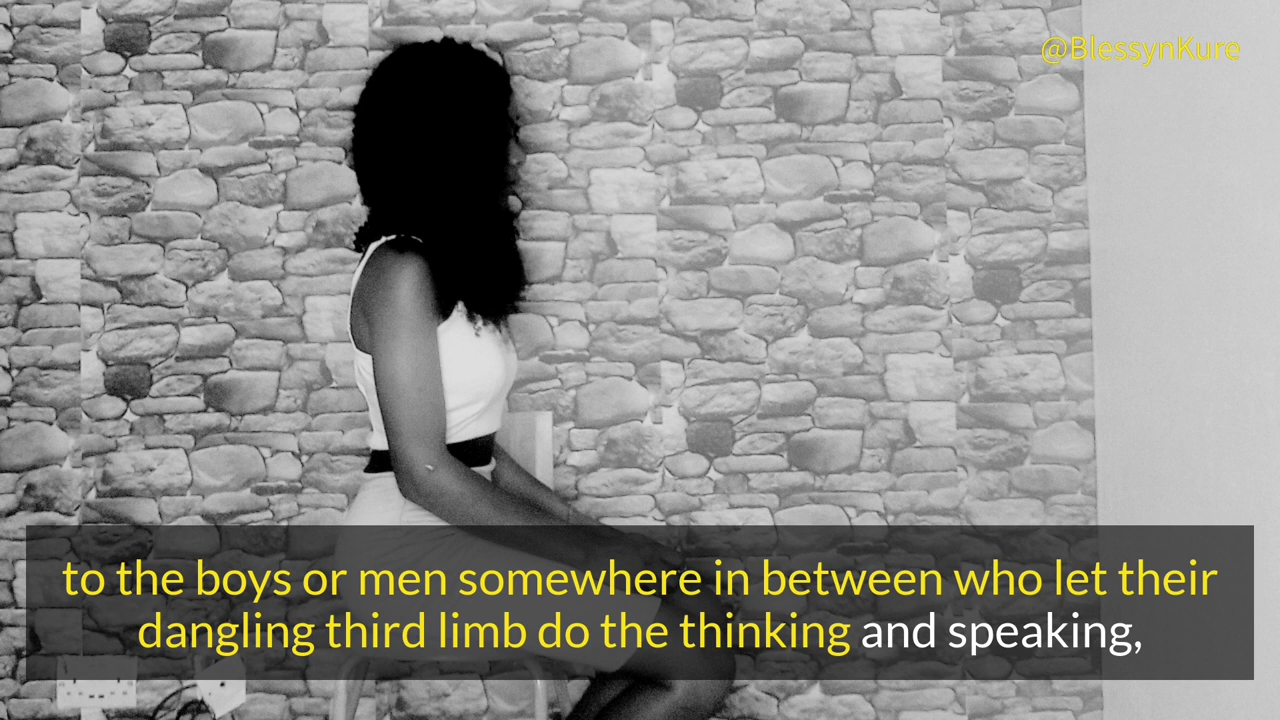 @BlessynKure
to the boys or men somewhere in between who let their
dangling third limb do the thinking and speaking,